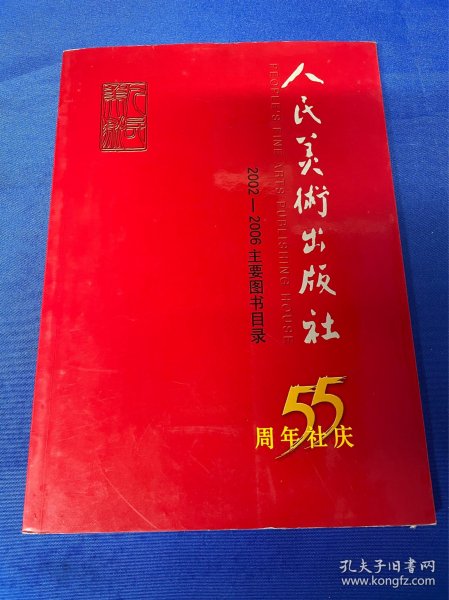 人民美術出版社
PEOPLE'S FINE ARTS PUBLISHING HOUSE
2002—2006 主要图书目录
55
周年社庆
孔夫子旧书网
www.kongfz.com